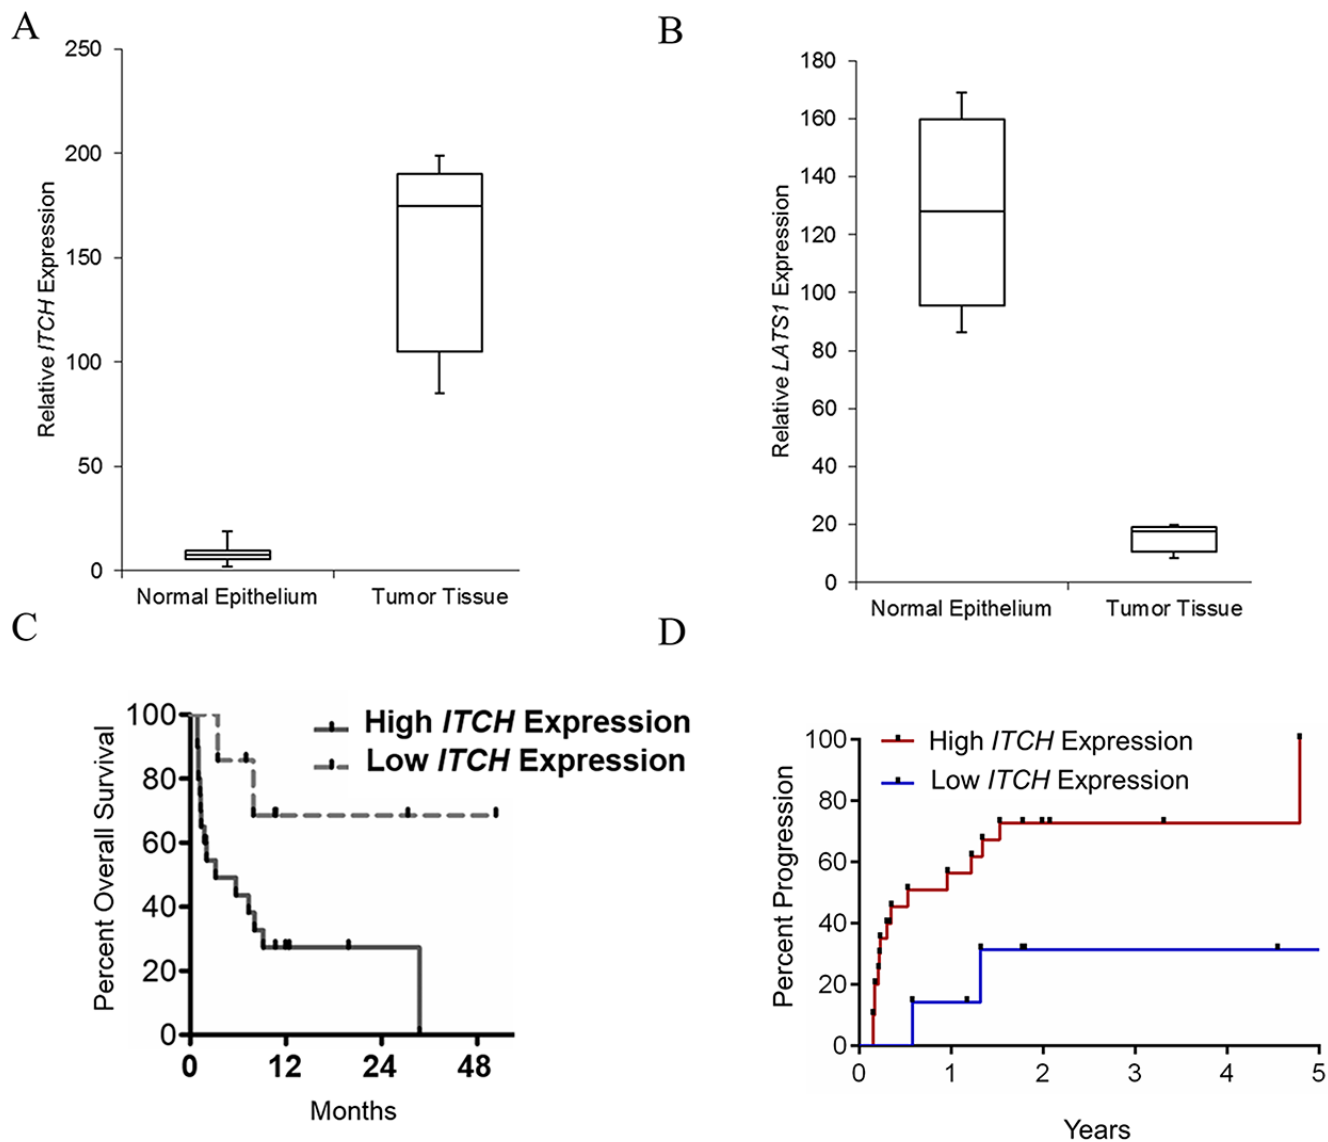 A
250
200
150
100
50
0
Relative ITCH Expression
Normal Epithelium
Tumor Tissue
B
180
160
140
120
100
80
60
40
20
0
Relative LATS1 Expression
Normal Epithelium
Tumor Tissue
C
100
80
60
40
20
0
Percent Overall Survival
High ITCH Expression
Low ITCH Expression
0
12
24
48
Months
D
100
80
60
40
20
0
Percent Progression
High ITCH Expression
Low ITCH Expression
0
1
2
3
4
5
Years